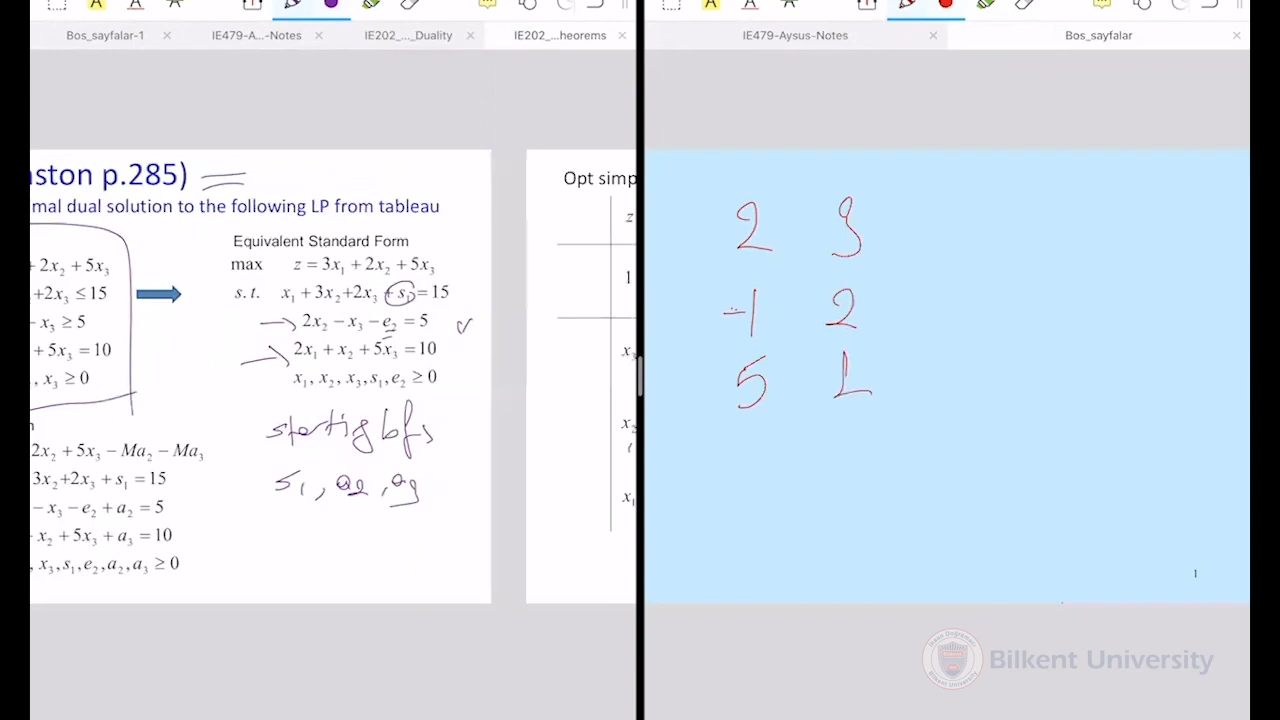 Bos_sayfalar-1 IE479-A...-Notes IE202_..._Duality IE202_...heorems
IE479-Aysus-Notes Bos_sayfalar
ston p.285)
mal dual solution to the following LP from tableau
Equivalent Standard Form
+ 2x₂ + 5x₃
+2x₃ ≤ 15
- x₃ ≥ 5
+ 5x₃ = 10
, x₃ ≥ 0
max z = 3x₁ + 2x₂ + 5x₃
s.t. x₁ + 3x₂+2x₃ + s₁ = 15
2x₂ - x₃ - e₂ = 5
2x₁ + x₂ + 5x₃ = 10
x₁, x₂, x₃, s₁, e₂ ≥ 0
starting bfs
s₁, a₂, a₃
2x₂ + 5x₃ - Ma₂ - Ma₃
3x₂+2x₃ + s₁ = 15
- x₃ - e₂ + a₂ = 5
x₂ + 5x₃ + a₃ = 10
, x₃, s₁, e₂, a₂, a₃ ≥ 0
Opt simp
z
1
x₁
2 3
-1 2
5 1
1
Bilkent University